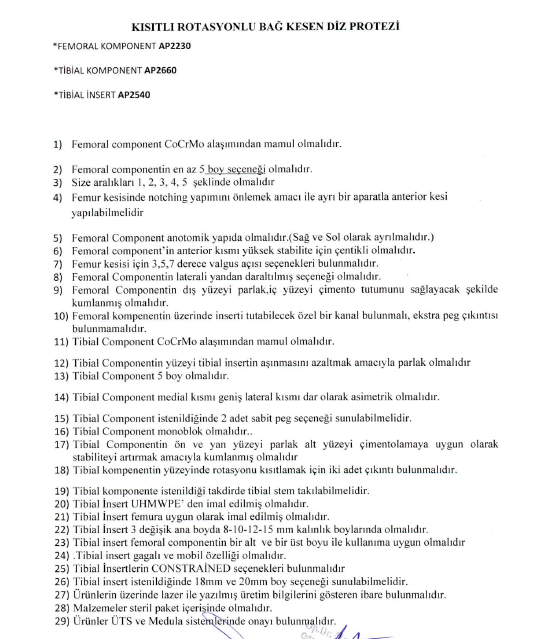 KISITLI ROTASYONLU BAĞ KESEN DİZ PROTEZİ
*FEMORAL KOMPONENT AP2230
*TİBİAL KOMPONENT AP2660
*TİBİAL İNSERT AP2540
1) Femoral component CoCrMo alaşımından mamul olmalıdır.
2) Femoral componentin en az 5 boy seçeneği olmalıdır.
3) Size aralıkları 1, 2, 3, 4, 5 şeklinde olmalıdır
4) Femur kesisinde notching yapımını önlemek amacı ile ayrı bir aparatla anterior kesi
yapılabilmelidir
5) Femoral Component anotomik yapıda olmalıdır.(Sağ ve Sol olarak ayrılmalıdır.)
6) Femoral component'in anterior kısmı yüksek stabilite için çentikli olmalıdır.
7) Femur kesisi için 3,5,7 derece valgus açısı seçenekleri bulunmalıdır.
8) Femoral Componentin laterali yandan daraltılmış seçeneği olmalıdır.
9) Femoral Componentin dış yüzeyi parlak,iç yüzeyi çimento tutumunu sağlayacak şekilde
kumlanmış olmalıdır.
10) Femoral kompenentin üzerinde inserti tutabilecek özel bir kanal bulunmalı, ekstra peg çıkıntısı
bulunmamalıdır.
11) Tibial Component CoCrMo alaşımından mamul olmalıdır.
12) Tibial Componentin yüzeyi tibial insertin aşınmasını azaltmak amacıyla parlak olmalıdır
13) Tibial Component 5 boy olmalıdır.
14) Tibial Component medial kısmı geniş lateral kısmı dar olarak asimetrik olmalıdır.
15) Tibial Component istenildiğinde 2 adet sabit peg seçeneği sunulabilmelidir.
16) Tibial Component monoblok olmalıdır..
17) Tibial Componentin ön ve yan yüzeyi parlak alt yüzeyi çimentolamaya uygun olarak
stabiliteyi artırmak amacıyla kumlanmış olmalıdır
18) Tibial kompenentin yüzeyinde rotasyonu kısıtlamak için iki adet çıkıntı bulunmalıdır.
19) Tibial komponente istenildiği takdirde tibial stem takılabilmelidir.
20) Tibial İnsert UHMWPE' den imal edilmiş olmalıdır.
21) Tibial İnsert femura uygun olarak imal edilmiş olmalıdır.
22) Tibial İnsert 3 değişik ana boyda 8-10-12-15 mm kalınlık boylarında olmalıdır.
23) Tibial insert femoral componentin bir alt ve bir üst boyu ile kullanıma uygun olmalıdır
24) .Tibial insert gagalı ve mobil özelliği olmalıdır.
25) Tibial İnsertlerin CONSTRAINED seçenekleri bulunmalıdır
26) Tibial insert istenildiğinde 18mm ve 20mm boy seçeneği sunulabilmelidir.
27) Ürünlerin üzerinde lazer ile yazılmış üretim bilgilerini gösteren ibare bulunmalıdır.
28) Malzemeler steril paket içerisinde olmalıdır.
29) Ürünler ÜTS ve Medula sistemlerinde onayı bulunmalıdır.
Op.Dr.